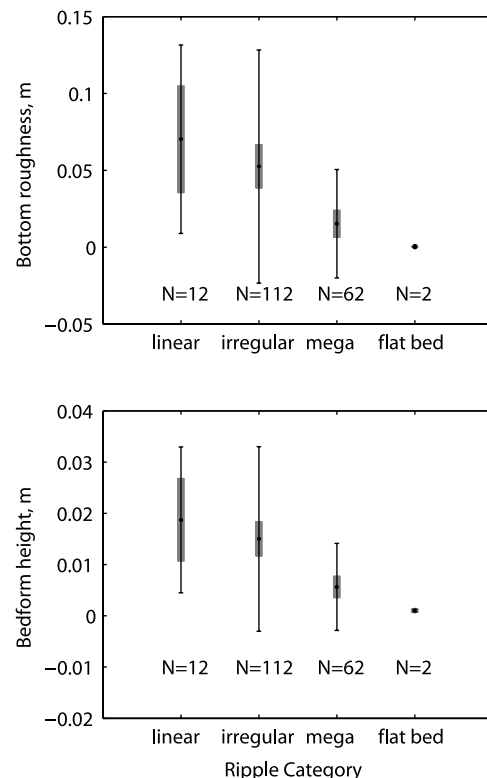 Bottom roughness, m
0.15
0.1
0.05
0
−0.05
N=12 N=112 N=62 N=2
linear irregular mega flat bed
Bedform height, m
0.04
0.03
0.02
0.01
0
−0.01
−0.02
N=12 N=112 N=62 N=2
linear irregular mega flat bed
Ripple Category